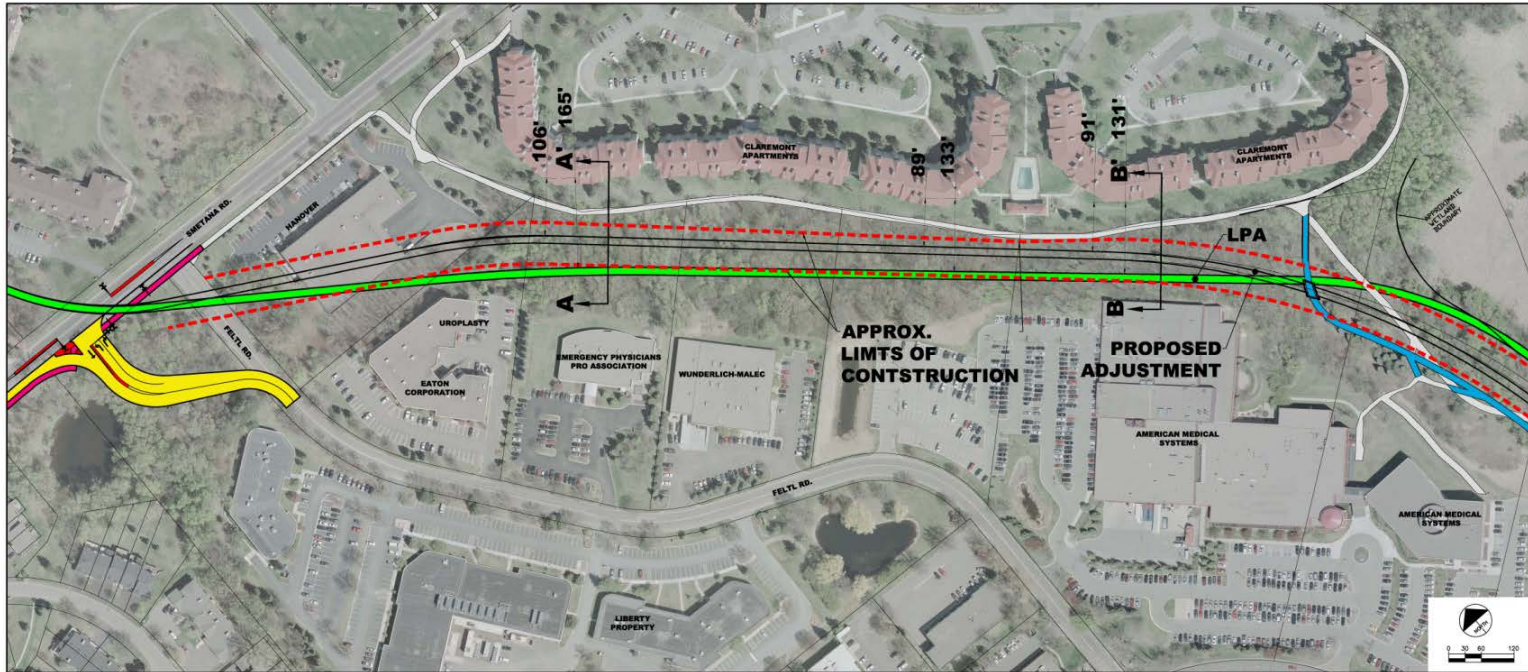 SMETANA RD.
HANOVER
FELTL RD.
106'
165'
A'
A
CLAREMONT
APARTMENTS
89'
133'
91'
131'
B'
B
CLAREMONT
APARTMENTS
APPROXIMATE
WETLAND
BOUNDARY
LPA
UROPLASTY
EATON
CORPORATION
EMERGENCY PHYSICIANS
PRO ASSOCIATION
WUNDERLICH-MALEC
APPROX.
LIMTS OF
CONTSTRUCTION
PROPOSED
ADJUSTMENT
AMERICAN MEDICAL
SYSTEMS
FELTL RD.
AMERICAN MEDICAL
SYSTEMS
LIBERTY
PROPERTY
NORTH
0 30 60 120